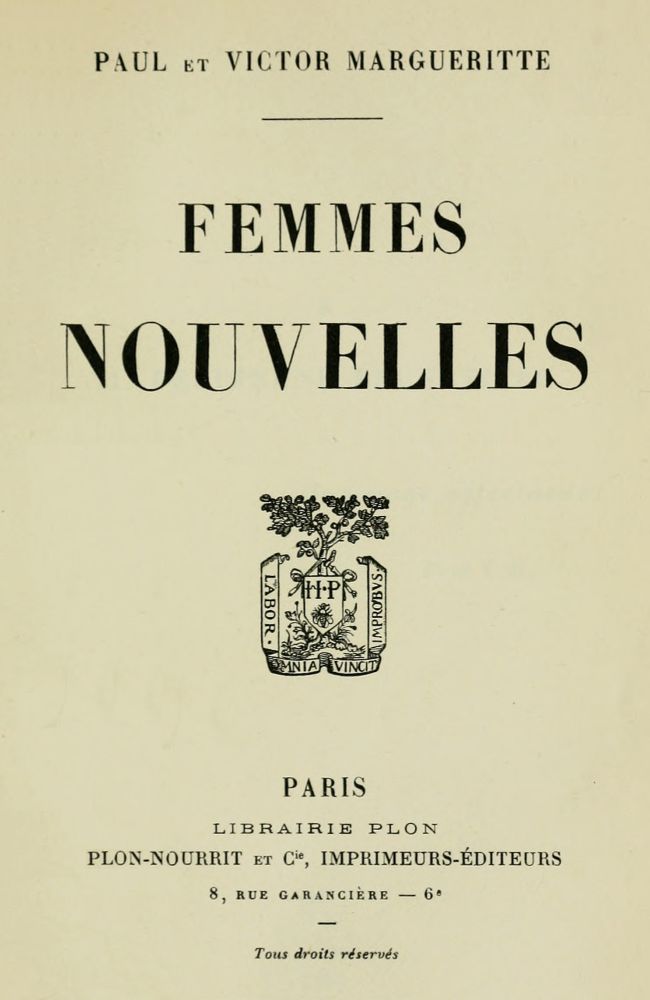 PAUL ET VICTOR MARGUERITTE
FEMMES
NOUVELLES
H·P
LABOR·
IMPROBVS
OMNIA VINCIT
PARIS
LIBRAIRIE PLON
PLON-NOURRIT ET Cⁱᵉ, IMPRIMEURS-ÉDITEURS
8, RUE GARANCIÈRE — 6ᵉ
Tous droits réservés